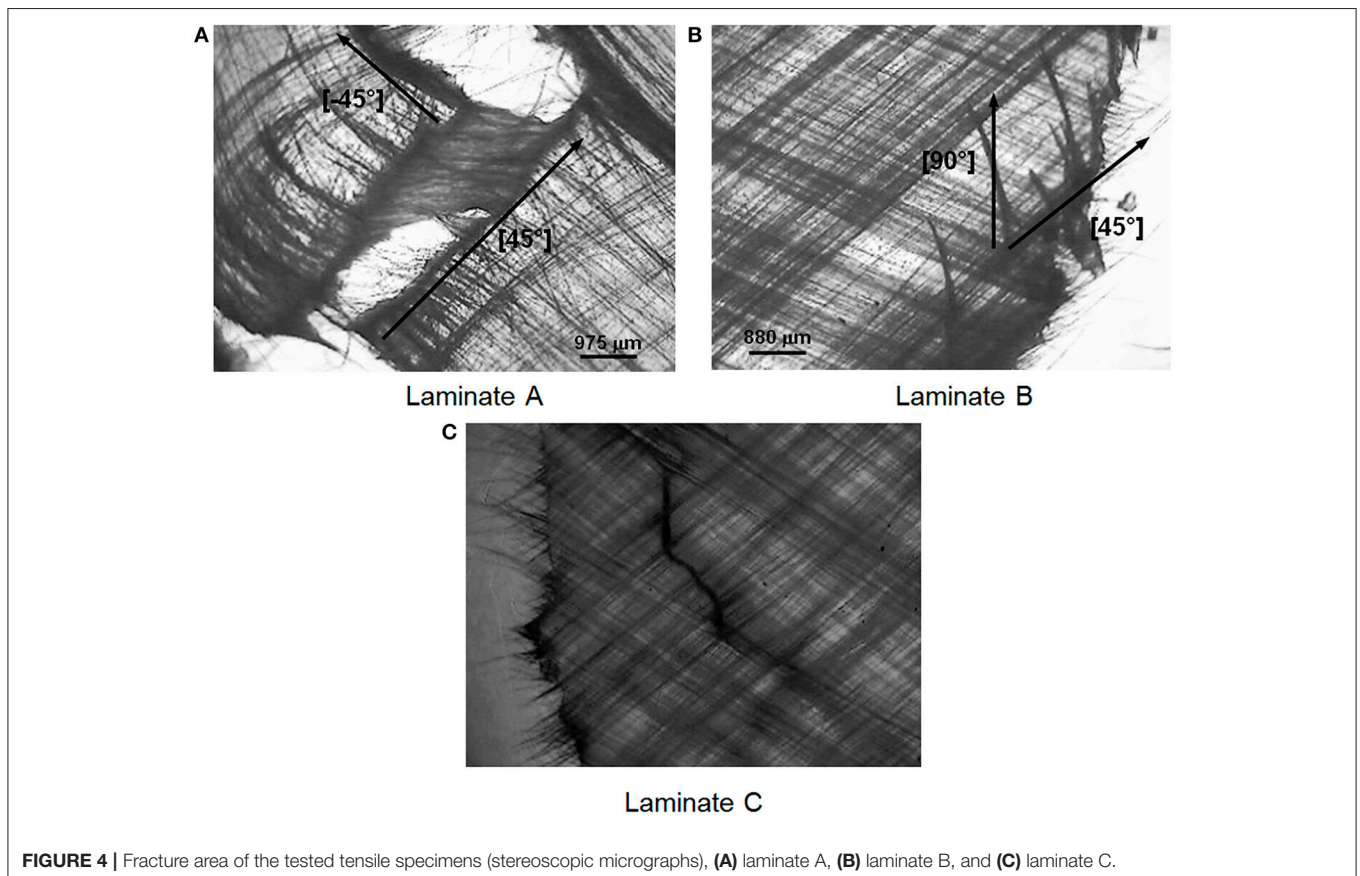 A
[-45°]
[45°]
975 µm
Laminate A
B
[90°]
[45°]
880 µm
Laminate B
C
Laminate C
FIGURE 4 | Fracture area of the tested tensile specimens (stereoscopic micrographs), (A) laminate A, (B) laminate B, and (C) laminate C.